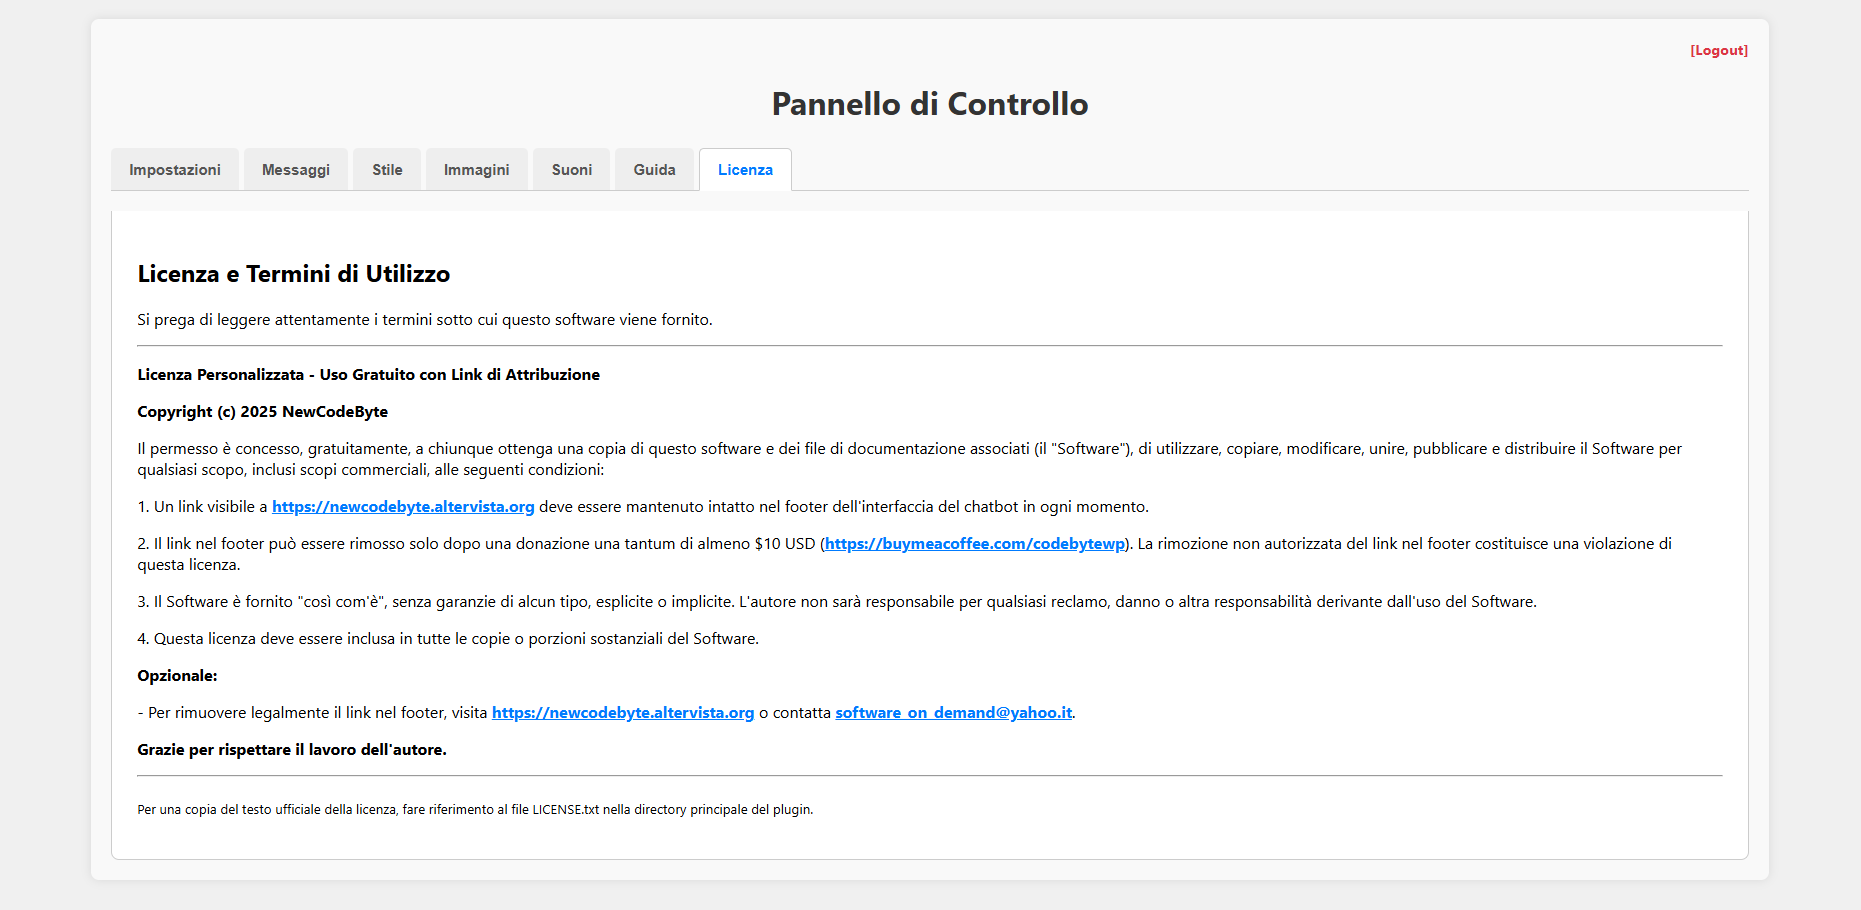 [Logout]
Pannello di Controllo
Impostazioni Messaggi Stile Immagini Suoni Guida Licenza
Licenza e Termini di Utilizzo
Si prega di leggere attentamente i termini sotto cui questo software viene fornito.
Licenza Personalizzata - Uso Gratuito con Link di Attribuzione
Copyright (c) 2025 NewCodeByte
Il permesso è concesso, gratuitamente, a chiunque ottenga una copia di questo software e dei file di documentazione associati (il "Software"), di utilizzare, copiare, modificare, unire, pubblicare e distribuire il Software per
qualsiasi scopo, inclusi scopi commerciali, alle seguenti condizioni:
1. Un link visibile a https://newcodebyte.altervista.org deve essere mantenuto intatto nel footer dell'interfaccia del chatbot in ogni momento.
2. Il link nel footer può essere rimosso solo dopo una donazione una tantum di almeno $10 USD (https://buymeacoffee.com/codebytewp). La rimozione non autorizzata del link nel footer costituisce una violazione di
questa licenza.
3. Il Software è fornito "così com'è", senza garanzie di alcun tipo, esplicite o implicite. L'autore non sarà responsabile per qualsiasi reclamo, danno o altra responsabilità derivante dall'uso del Software.
4. Questa licenza deve essere inclusa in tutte le copie o porzioni sostanziali del Software.
Opzionale:
- Per rimuovere legalmente il link nel footer, visita https://newcodebyte.altervista.org o contatta software_on_demand@yahoo.it.
Grazie per rispettare il lavoro dell'autore.
Per una copia del testo ufficiale della licenza, fare riferimento al file LICENSE.txt nella directory principale del plugin.